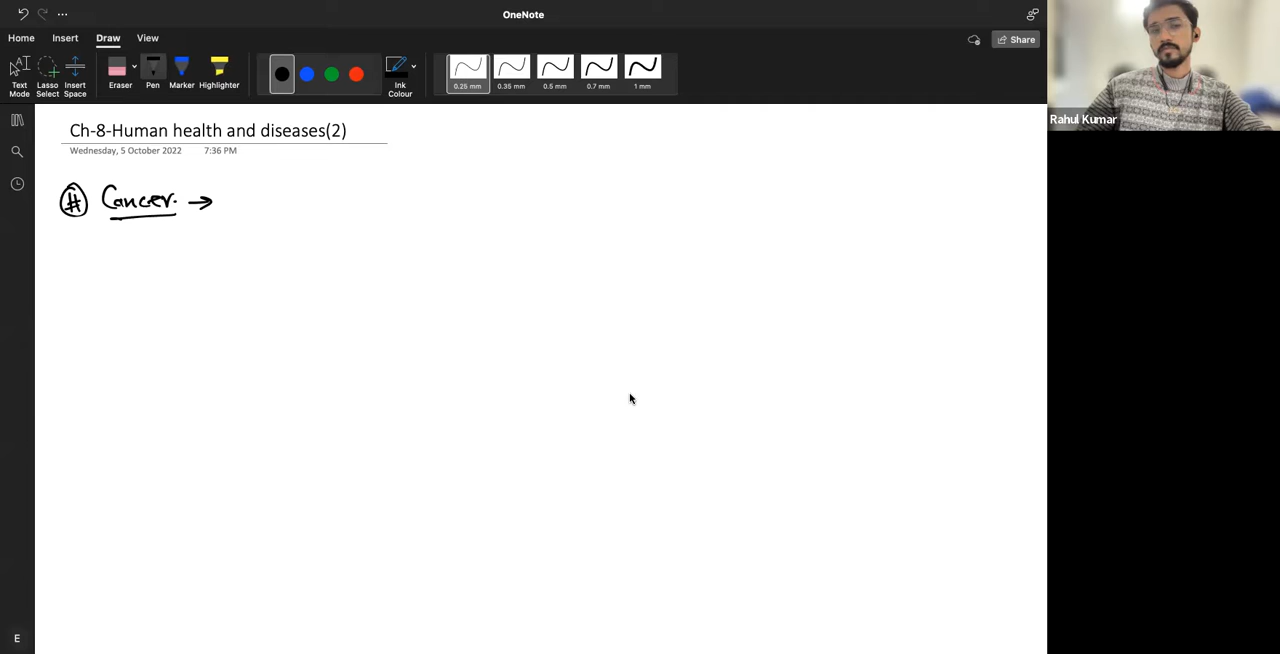 OneNote
Home Insert Draw View
Share
Text Mode
Lasso Select
Insert Space
Eraser
Pen
Marker
Highlighter
Ink Colour
0.25 mm 0.35 mm 0.5 mm 0.7 mm 1 mm
Rahul Kumar
Ch-8-Human health and diseases(2)
Wednesday, 5 October 2022 7:36 PM
# Cancer. →
E